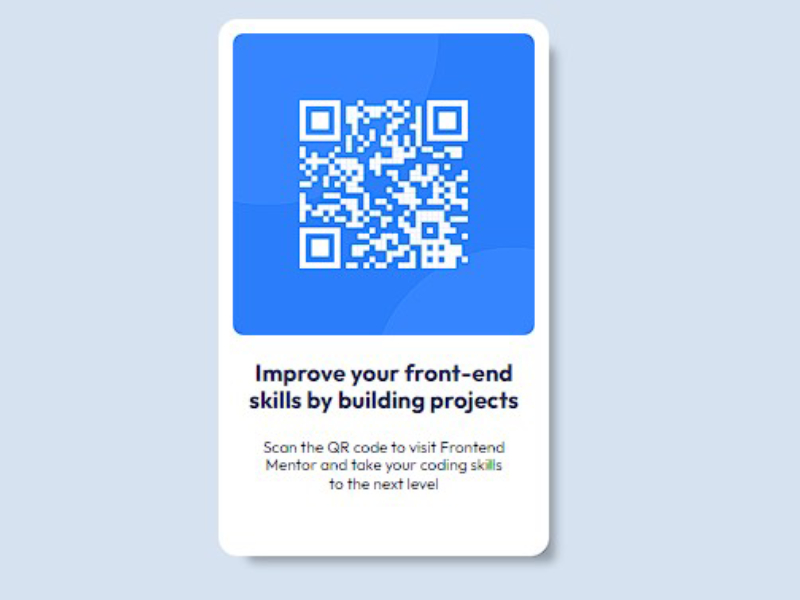 Improve your front-end
skills by building projects
Scan the QR code to visit Frontend
Mentor and take your coding skills
to the next level